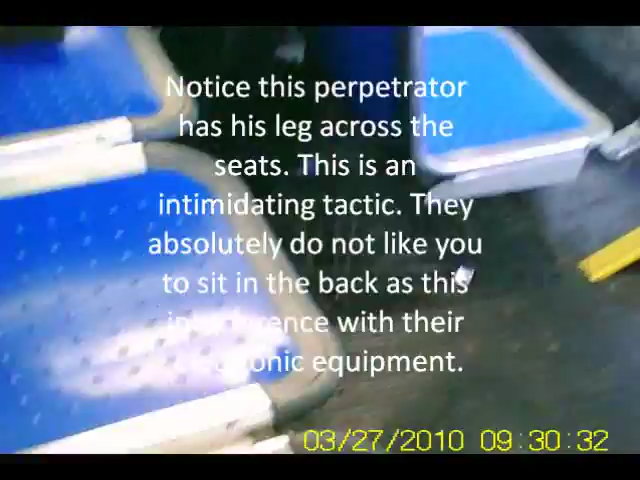 Notice this perpetrator
has his leg across the
seats. This is an
intimidating tactic. They
absolutely do not like you
to sit in the back as this
with their
equipment.
03/27/2010 09:30:32